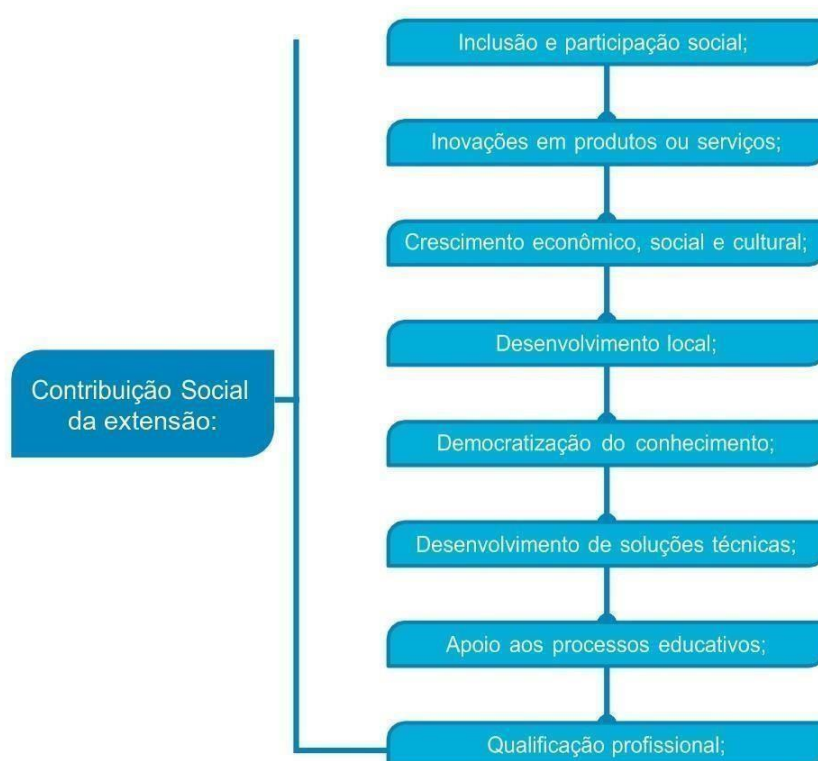 Inclusão e participação social;
Inovações em produtos ou serviços;
Crescimento econômico, social e cultural;
Desenvolvimento local;
Contribuição Social
da extensão:
Democratização do conhecimento;
Desenvolvimento de soluções técnicas;
Apoio aos processos educativos;
Qualificação profissional;